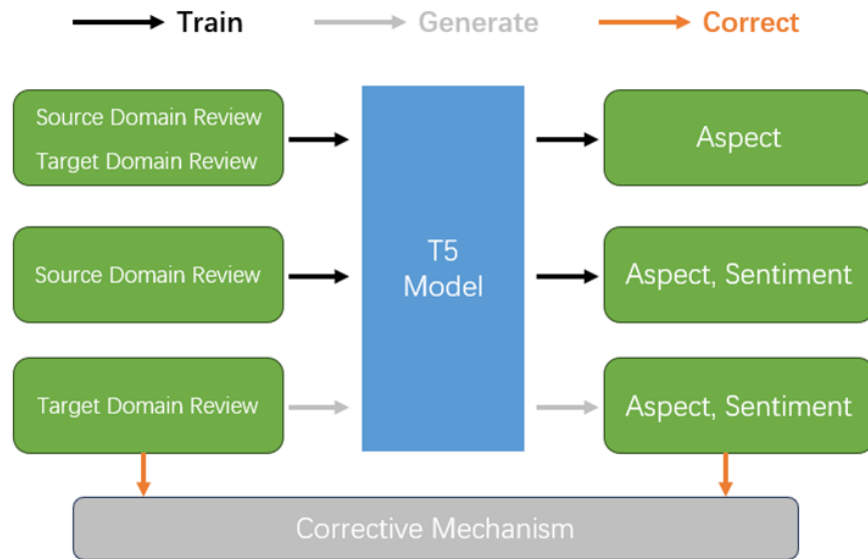 Train
Generate
Correct
Source Domain Review
Target Domain Review
Aspect
T5
Model
Source Domain Review
Aspect, Sentiment
Target Domain Review
Aspect, Sentiment
Corrective Mechanism